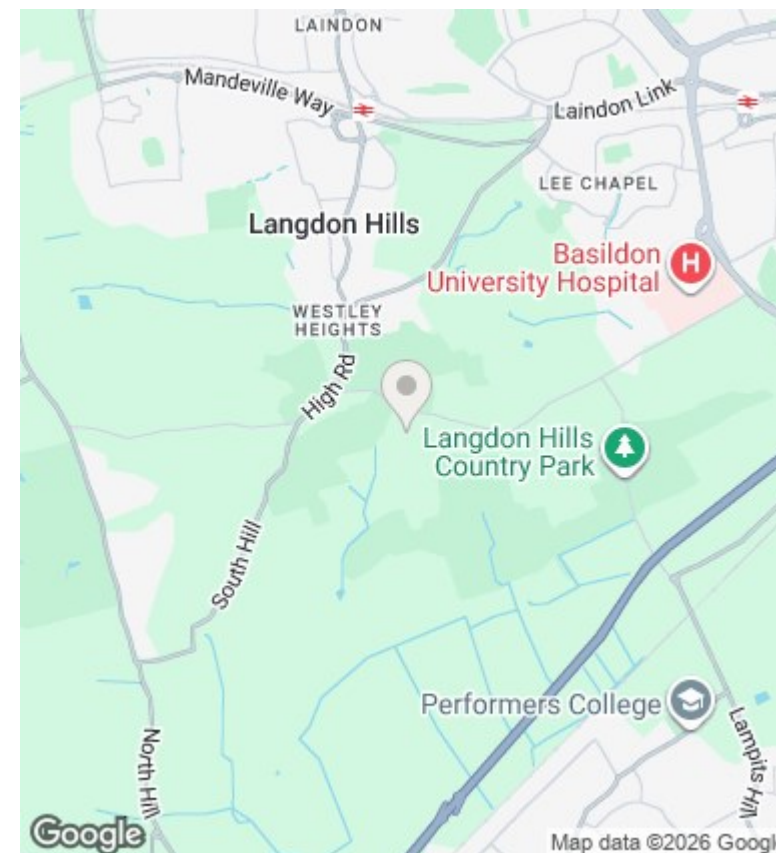 LAINDON
Mandeville Way
Laindon Link
LEE CHAPEL
Langdon Hills
Basildon
University Hospital
H
WESTLEY
HEIGHTS
High Rd
Langdon Hills
Country Park
South Hill
Performers College
North Hill
Lampits Hill
Google
Map data ©2026 Googl